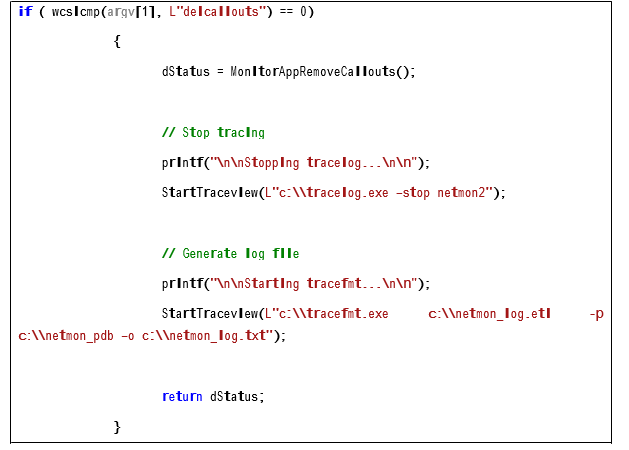 if ( wcsicmp(argv[1], L"delcallouts") == 0)
{
dStatus = MonitorAppRemoveCallouts();
// Stop tracing
printf("\n\nStopping tracelog...\n\n");
StartTraceview(L"c:\\tracelog.exe -stop netmon2");
// Generate log file
printf("\n\nStarting tracefmt...\n\n");
StartTraceview(L"c:\\tracefmt.exe c:\\netmon_log.etl -p
c:\\netmon_pdb -o c:\\netmon_log.txt");
return dStatus;
}